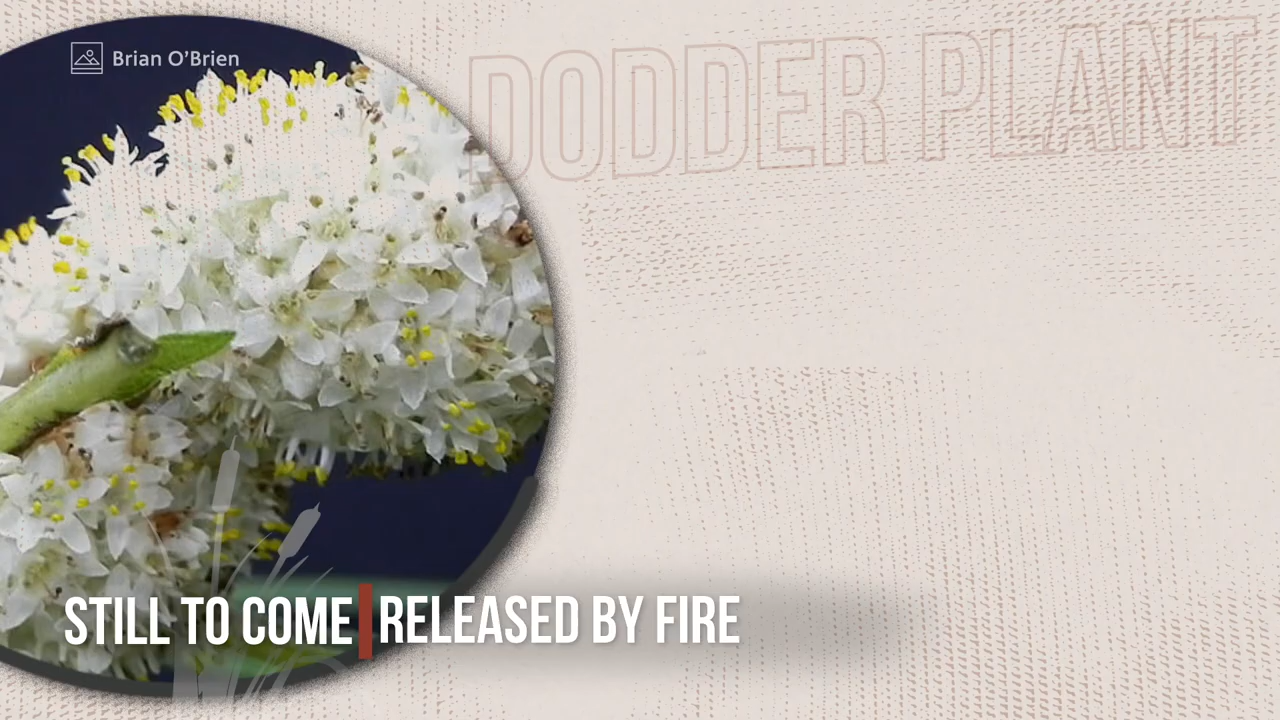 Brian O’Brien
DODDER PLANT
STILL TO COME RELEASED BY FIRE